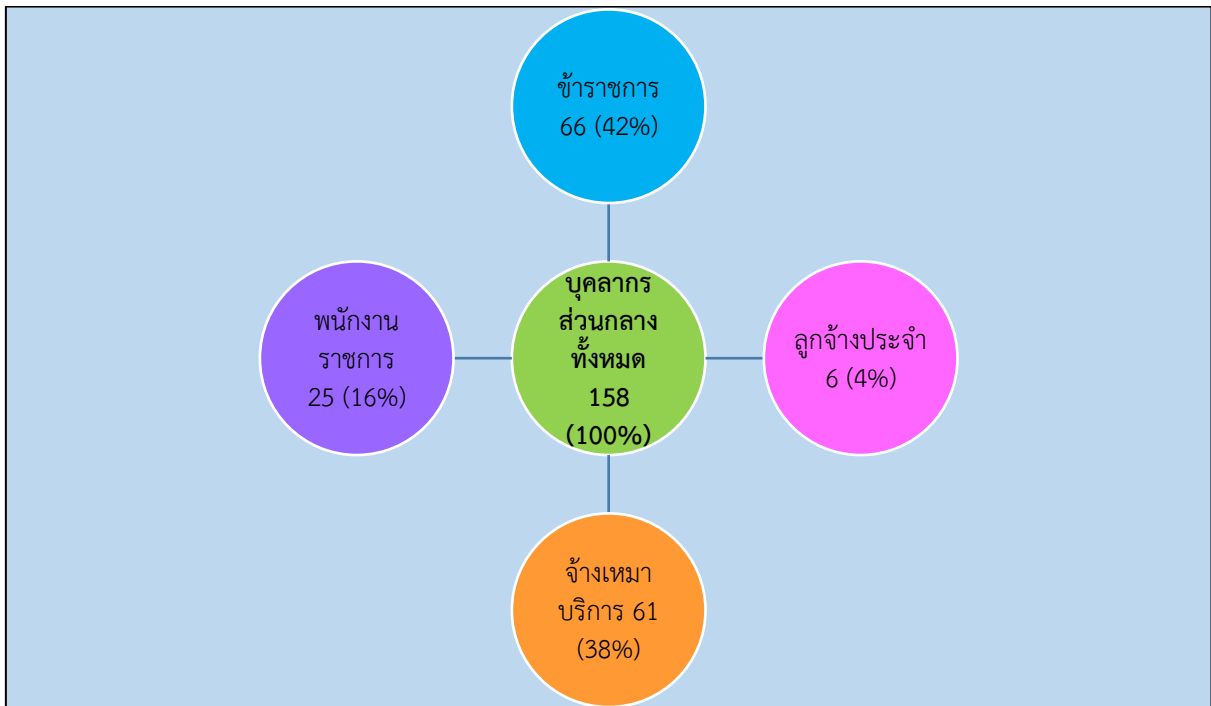 ข้าราชการ
66 (42%)
พนักงาน
ราชการ
25 (16%)
บุคลากร
ส่วนกลาง
ทั้งหมด
158
(100%)
ลูกจ้างประจำ
6 (4%)
จ้างเหมา
บริการ 61
(38%)